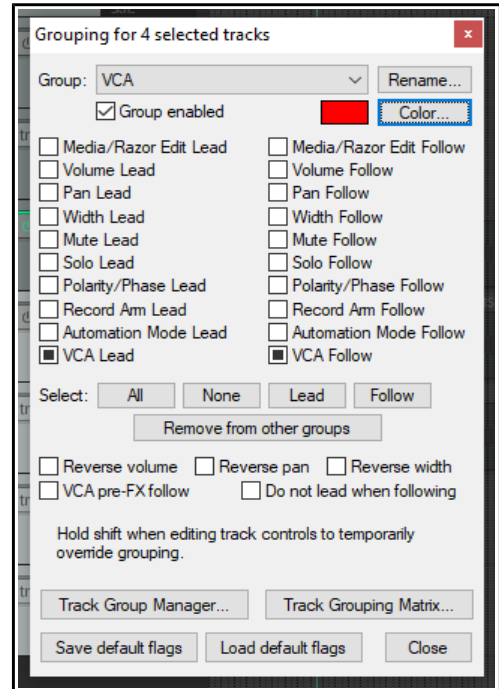 Grouping for 4 selected tracks x
Group: VCA Rename...
Group enabled Color...
Media/Razor Edit Lead Media/Razor Edit Follow
Volume Lead Volume Follow
Pan Lead Pan Follow
Width Lead Width Follow
Mute Lead Mute Follow
Solo Lead Solo Follow
Polarity/Phase Lead Polarity/Phase Follow
Record Arm Lead Record Arm Follow
Automation Mode Lead Automation Mode Follow
VCA Lead VCA Follow
Select: All None Lead Follow
Remove from other groups
Reverse volume Reverse pan Reverse width
VCA pre-FX follow Do not lead when following
Hold shift when editing track controls to temporarily
override grouping.
Track Group Manager... Track Grouping Matrix...
Save default flags Load default flags Close